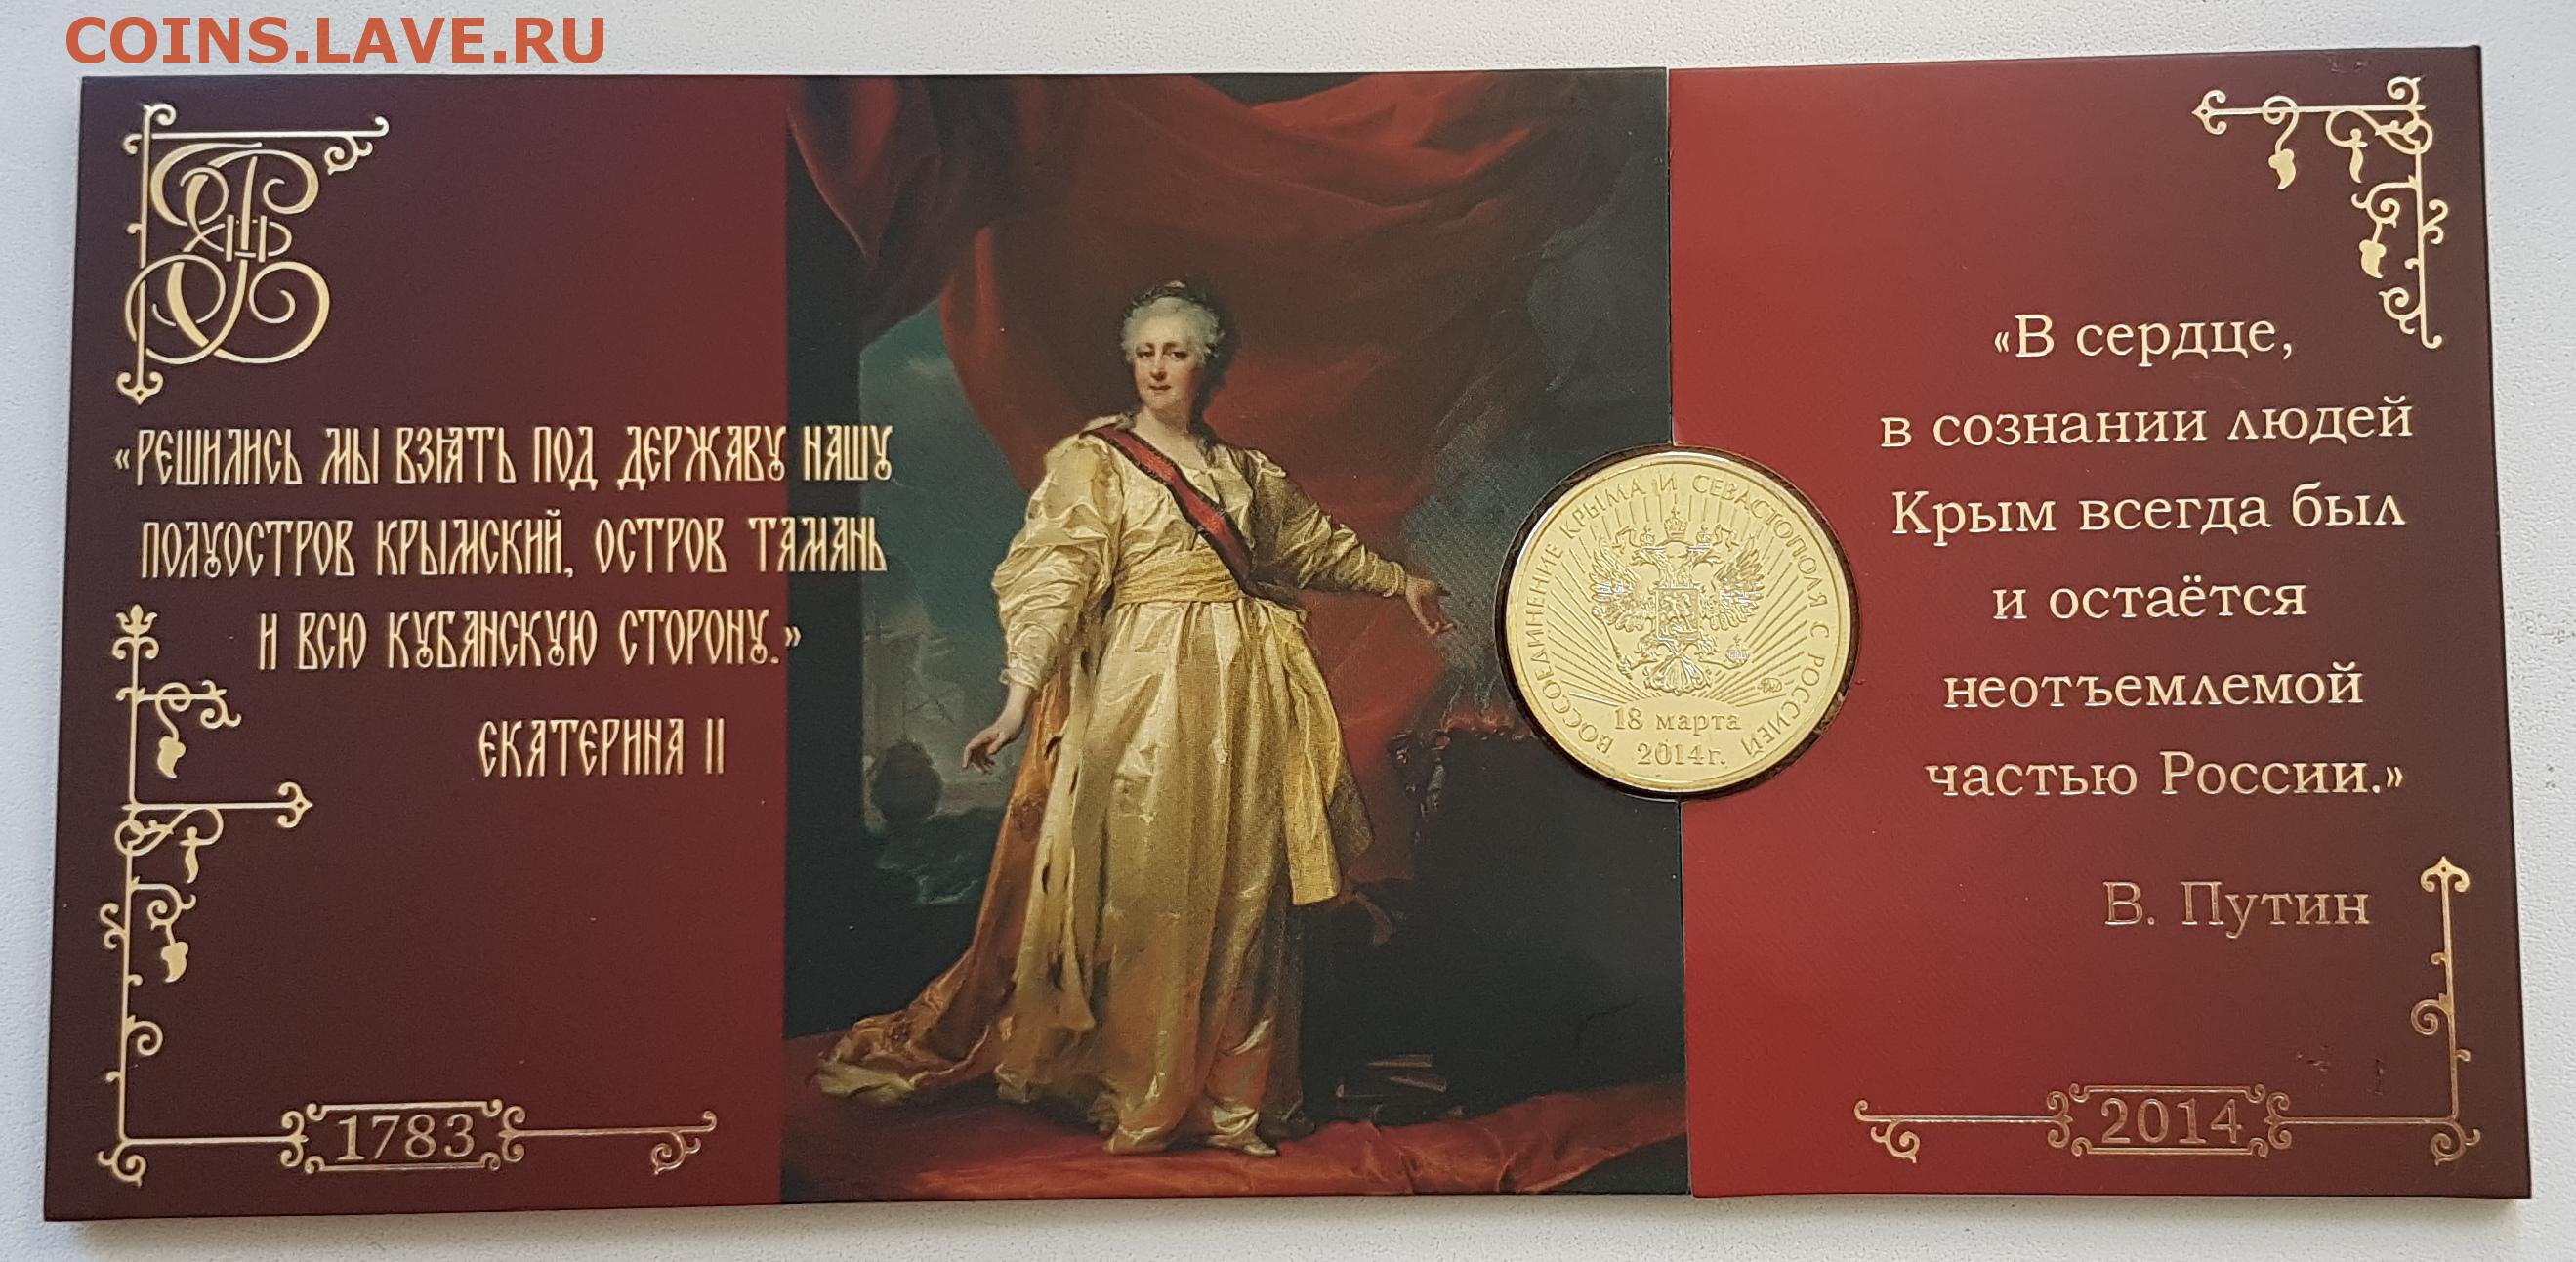 COINS.LAVE.RU
«РЕШИЛИСЬ МЫ ВЗЯТЬ ПОД ДЕРЖАВУ НАШУ
ПОЛУОСТРОВ КРЫМСКИЙ, ОСТРОВ ТАМАНЬ
И ВСЮ КУБАНСКУЮ СТОРОНУ.»
ЕКАТЕРИНА II
1783
ВОССОЕДИНЕНИЕ КРЫМА И СЕВАСТОПОЛЯ С РОССИЕЙ
18 марта
2014г.
«В сердце,
в сознании людей
Крым всегда был
и остаётся
неотъемлемой
частью России.»
В. Путин
2014